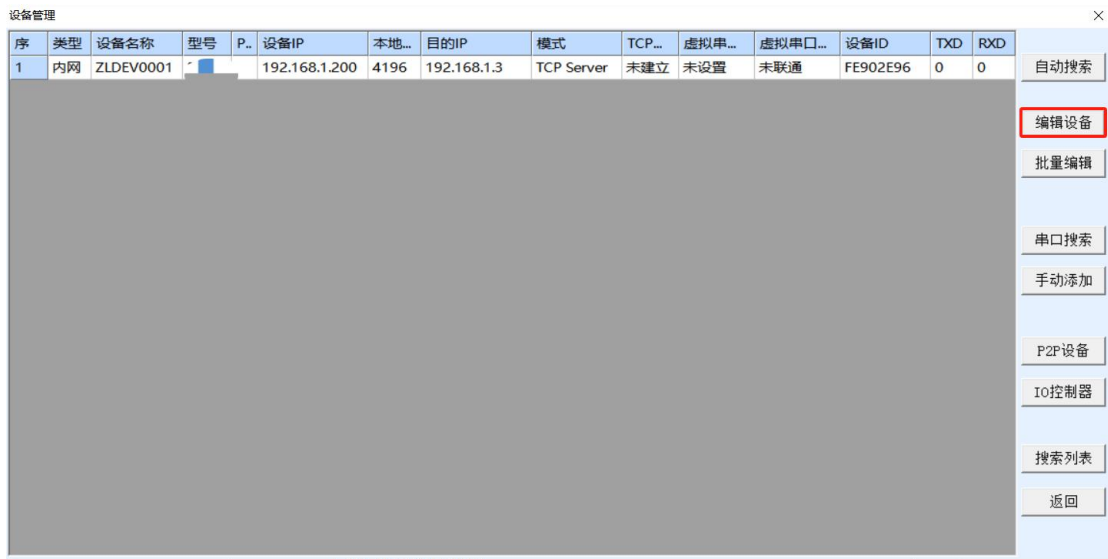 设备管理
序 类型 设备名称 型号 P.. 设备IP 本地... 目的IP 模式 TCP... 虚拟串... 虚拟串口... 设备ID TXD RXD
1 内网 ZLDEV0001 192.168.1.200 4196 192.168.1.3 TCP Server 未建立 未设置 未联通 FE902E96 0 0
自动搜索
编辑设备
批量编辑
串口搜索
手动添加
P2P设备
IO控制器
搜索列表
返回